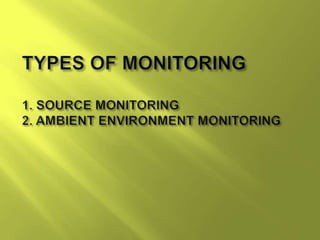 TYPES OF MONITORING
1. SOURCE MONITORING
2. AMBIENT ENVIRONMENT MONITORING